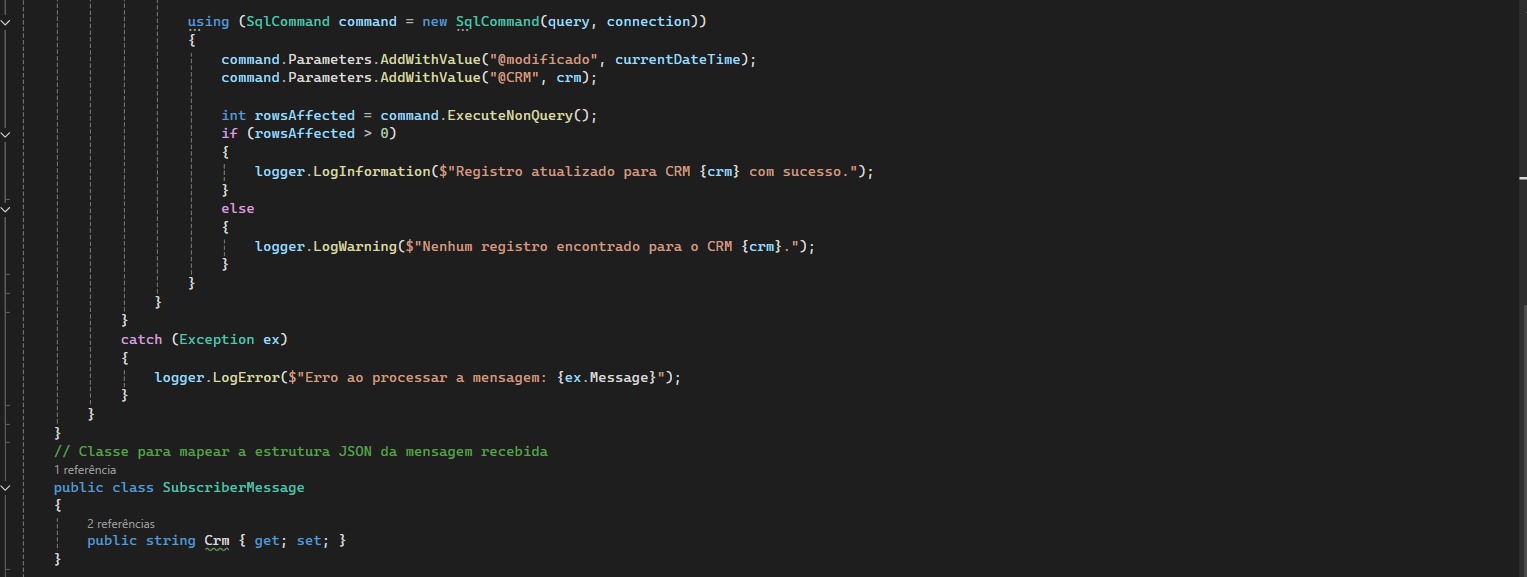 using (SqlCommand command = new SqlCommand(query, connection))
{
command.Parameters.AddWithValue("@modificado", currentDateTime);
command.Parameters.AddWithValue("@CRM", crm);
int rowsAffected = command.ExecuteNonQuery();
if (rowsAffected > 0)
{
logger.LogInformation($"Registro atualizado para CRM {crm} com sucesso.");
}
else
{
logger.LogWarning($"Nenhum registro encontrado para o CRM {crm}.");
}
}
}
}
catch (Exception ex)
{
logger.LogError($"Erro ao processar a mensagem: {ex.Message}");
}
}
}
// Classe para mapear a estrutura JSON da mensagem recebida
1 referência
public class SubscriberMessage
{
2 referências
public string Crm { get; set; }
}